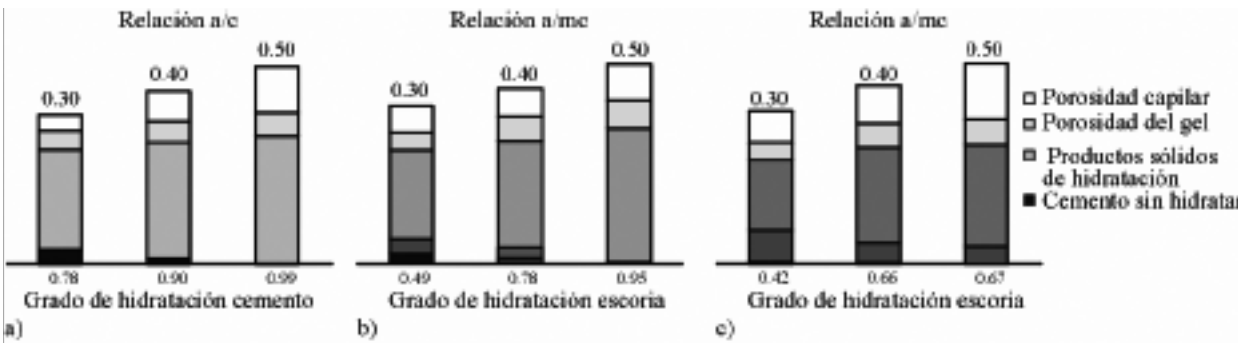 Relación a/c
0.30
0.40
0.50
0.78
0.90
0.99
Grado de hidratación cemento
a)
Relación a/mc
0.30
0.40
0.50
0.49
0.78
0.95
Grado de hidratación escoria
b)
Relación a/mc
0.30
0.40
0.50
0.42
0.66
0.67
Grado de hidratación escoria
c)
Porosidad capilar
Porosidad del gel
Productos sólidos
de hidratación
Cemento sin hidratar